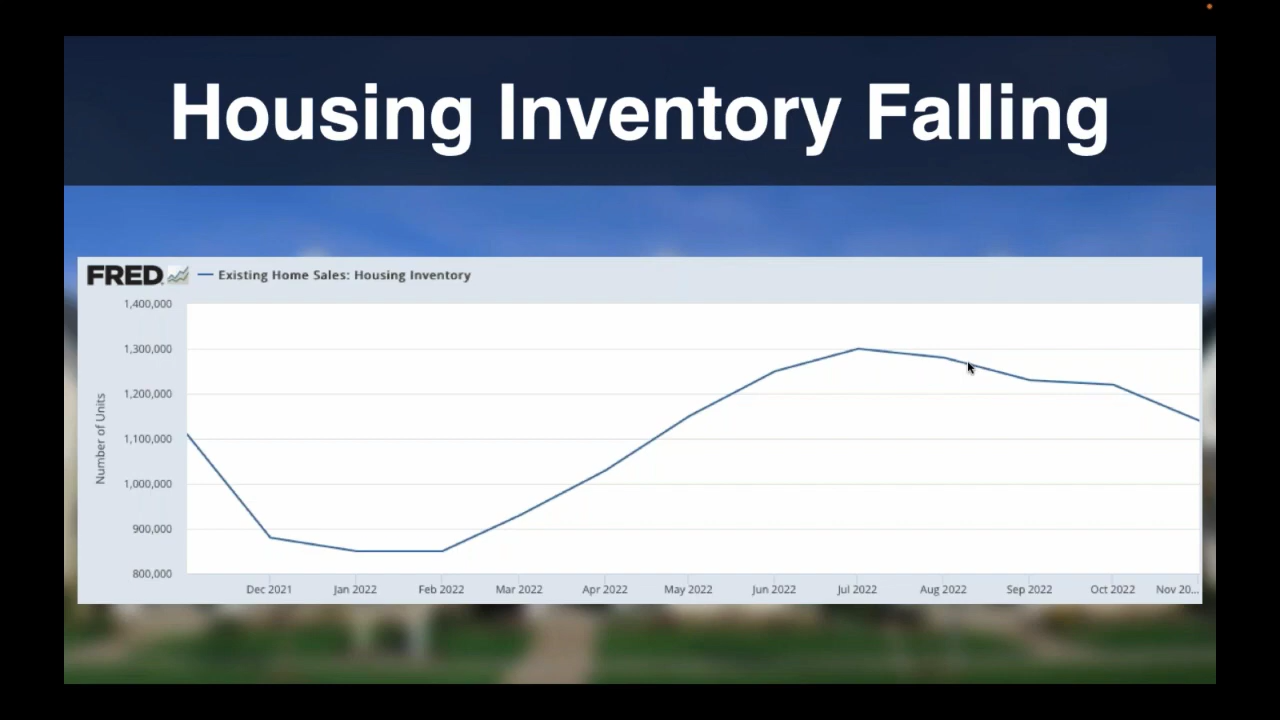 Housing Inventory Falling
FRED Existing Home Sales: Housing Inventory
1,400,000
1,300,000
1,200,000
1,100,000
1,000,000
900,000
800,000
Number of Units
Dec 2021 Jan 2022 Feb 2022 Mar 2022 Apr 2022 May 2022 Jun 2022 Jul 2022 Aug 2022 Sep 2022 Oct 2022 Nov 20...